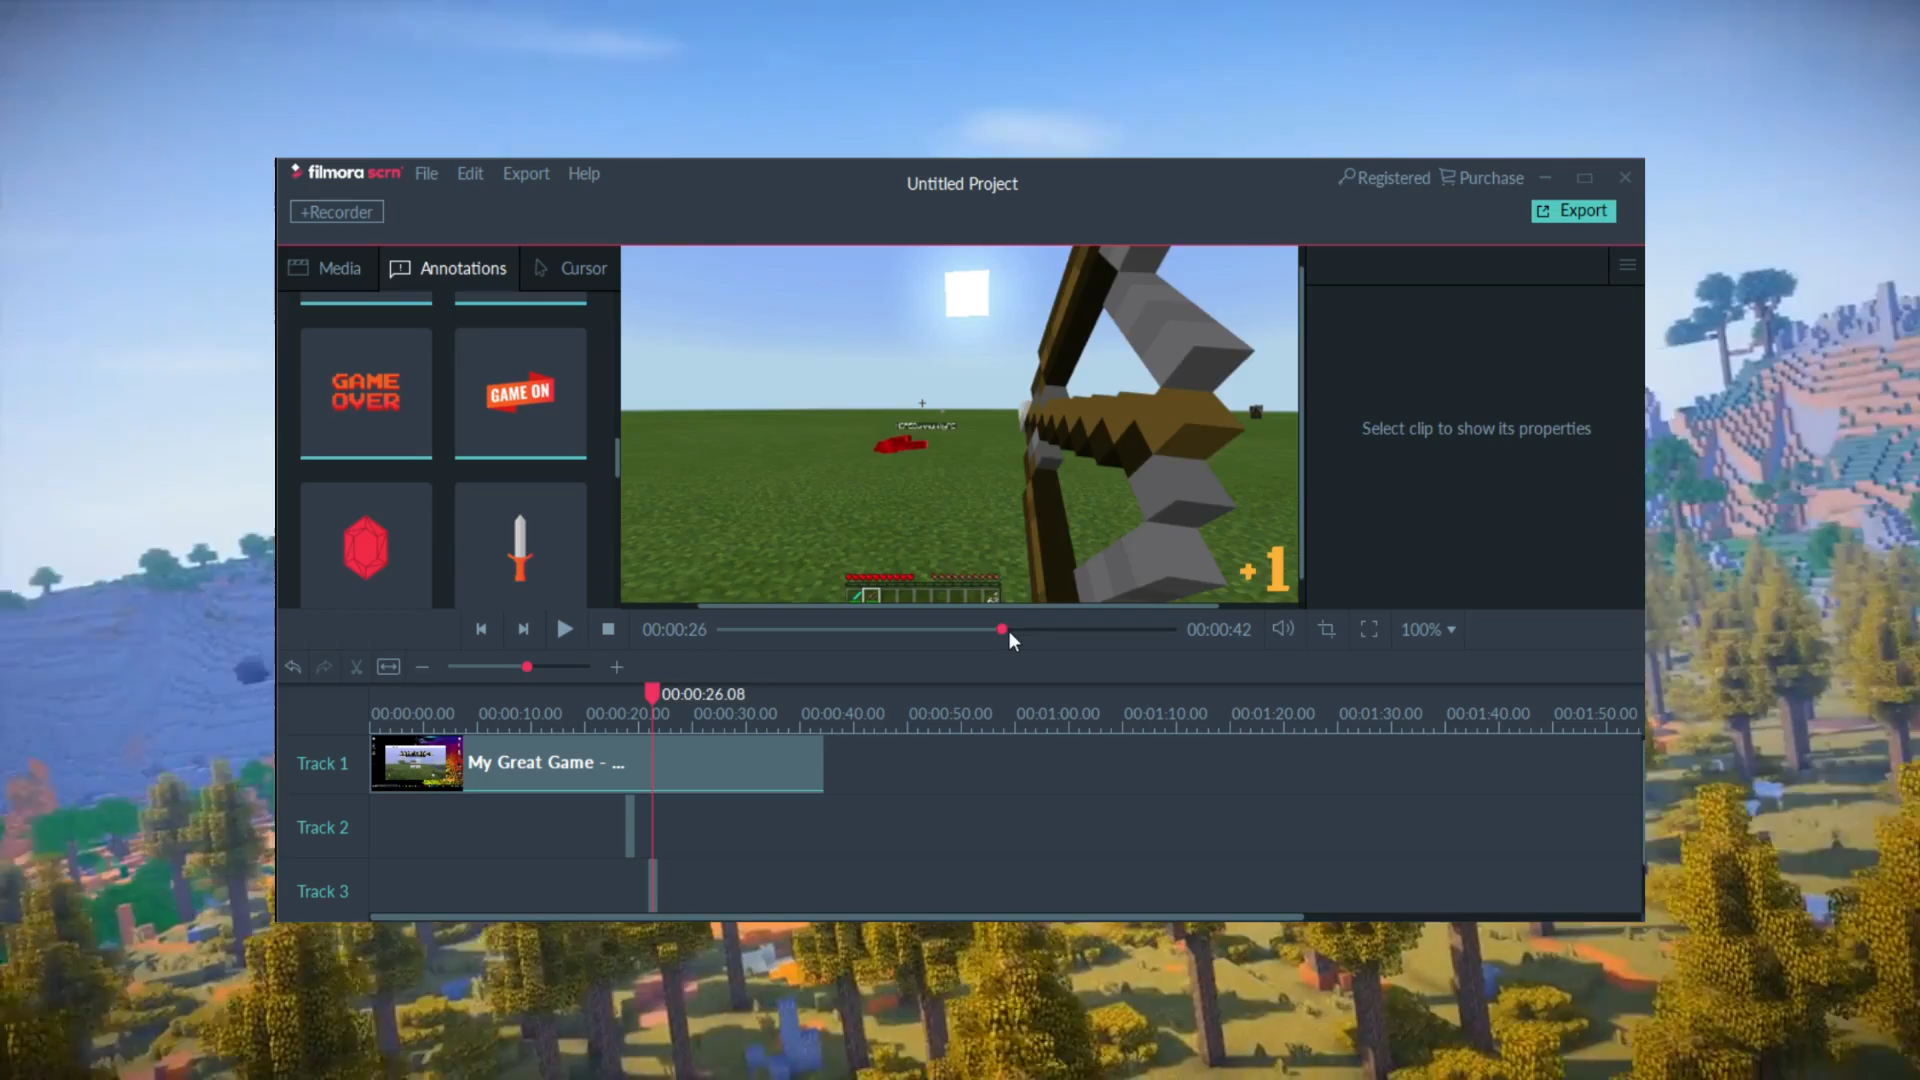 filmora scrn File Edit Export Help
Untitled Project
Registered Purchase
+Recorder
Export
Media Annotations Cursor
GAME OVER
GAME ON
Select clip to show its properties
+1
00:00:26 00:00:42 100%
00:00:26.08
00:00:00.00 00:00:10.00 00:00:20.00 00:00:30.00 00:00:40.00 00:00:50.00 00:01:00.00 00:01:10.00 00:01:20.00 00:01:30.00 00:01:40.00 00:01:50.00
Track 1 My Great Game - ...
Track 2
Track 3